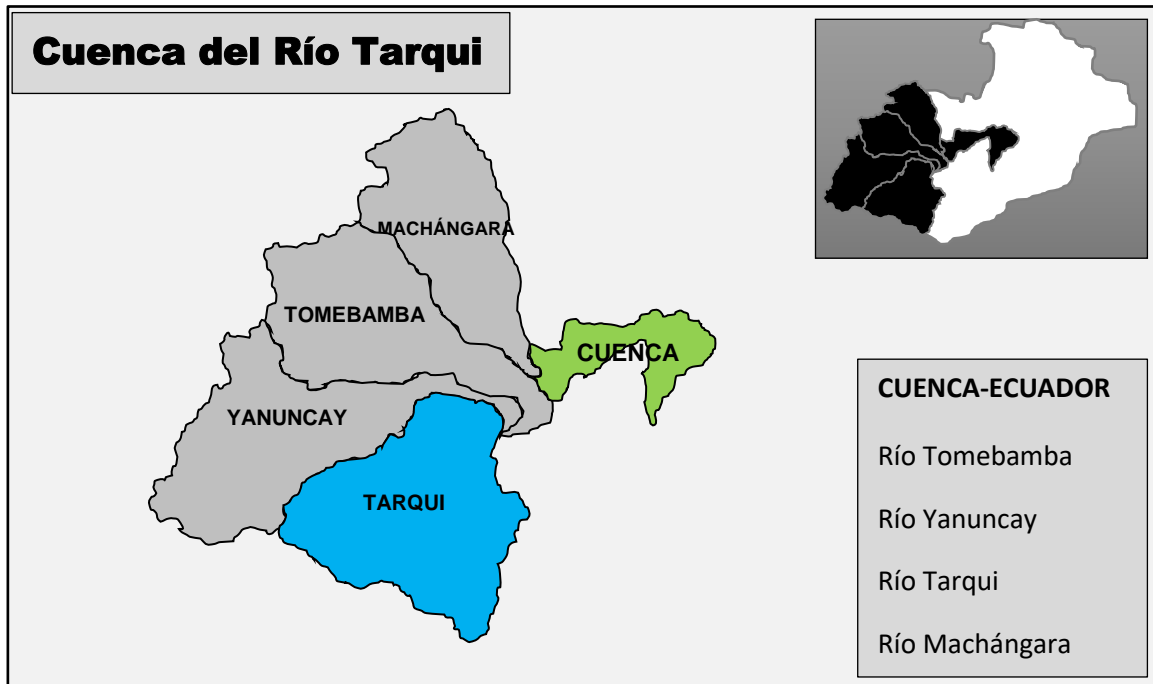 Cuenca del Río Tarqui
MACHÁNGARA
TOMEBAMBA
CUENCA
YANUNCAY
TARQUI
CUENCA-ECUADOR
Río Tomebamba
Río Yanuncay
Río Tarqui
Río Machángara